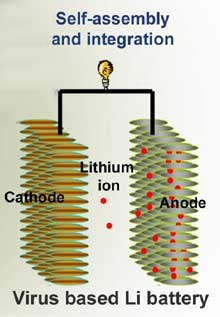 Self-assembly
and integration
Lithium
ion
Cathode
Anode
Virus based Li battery